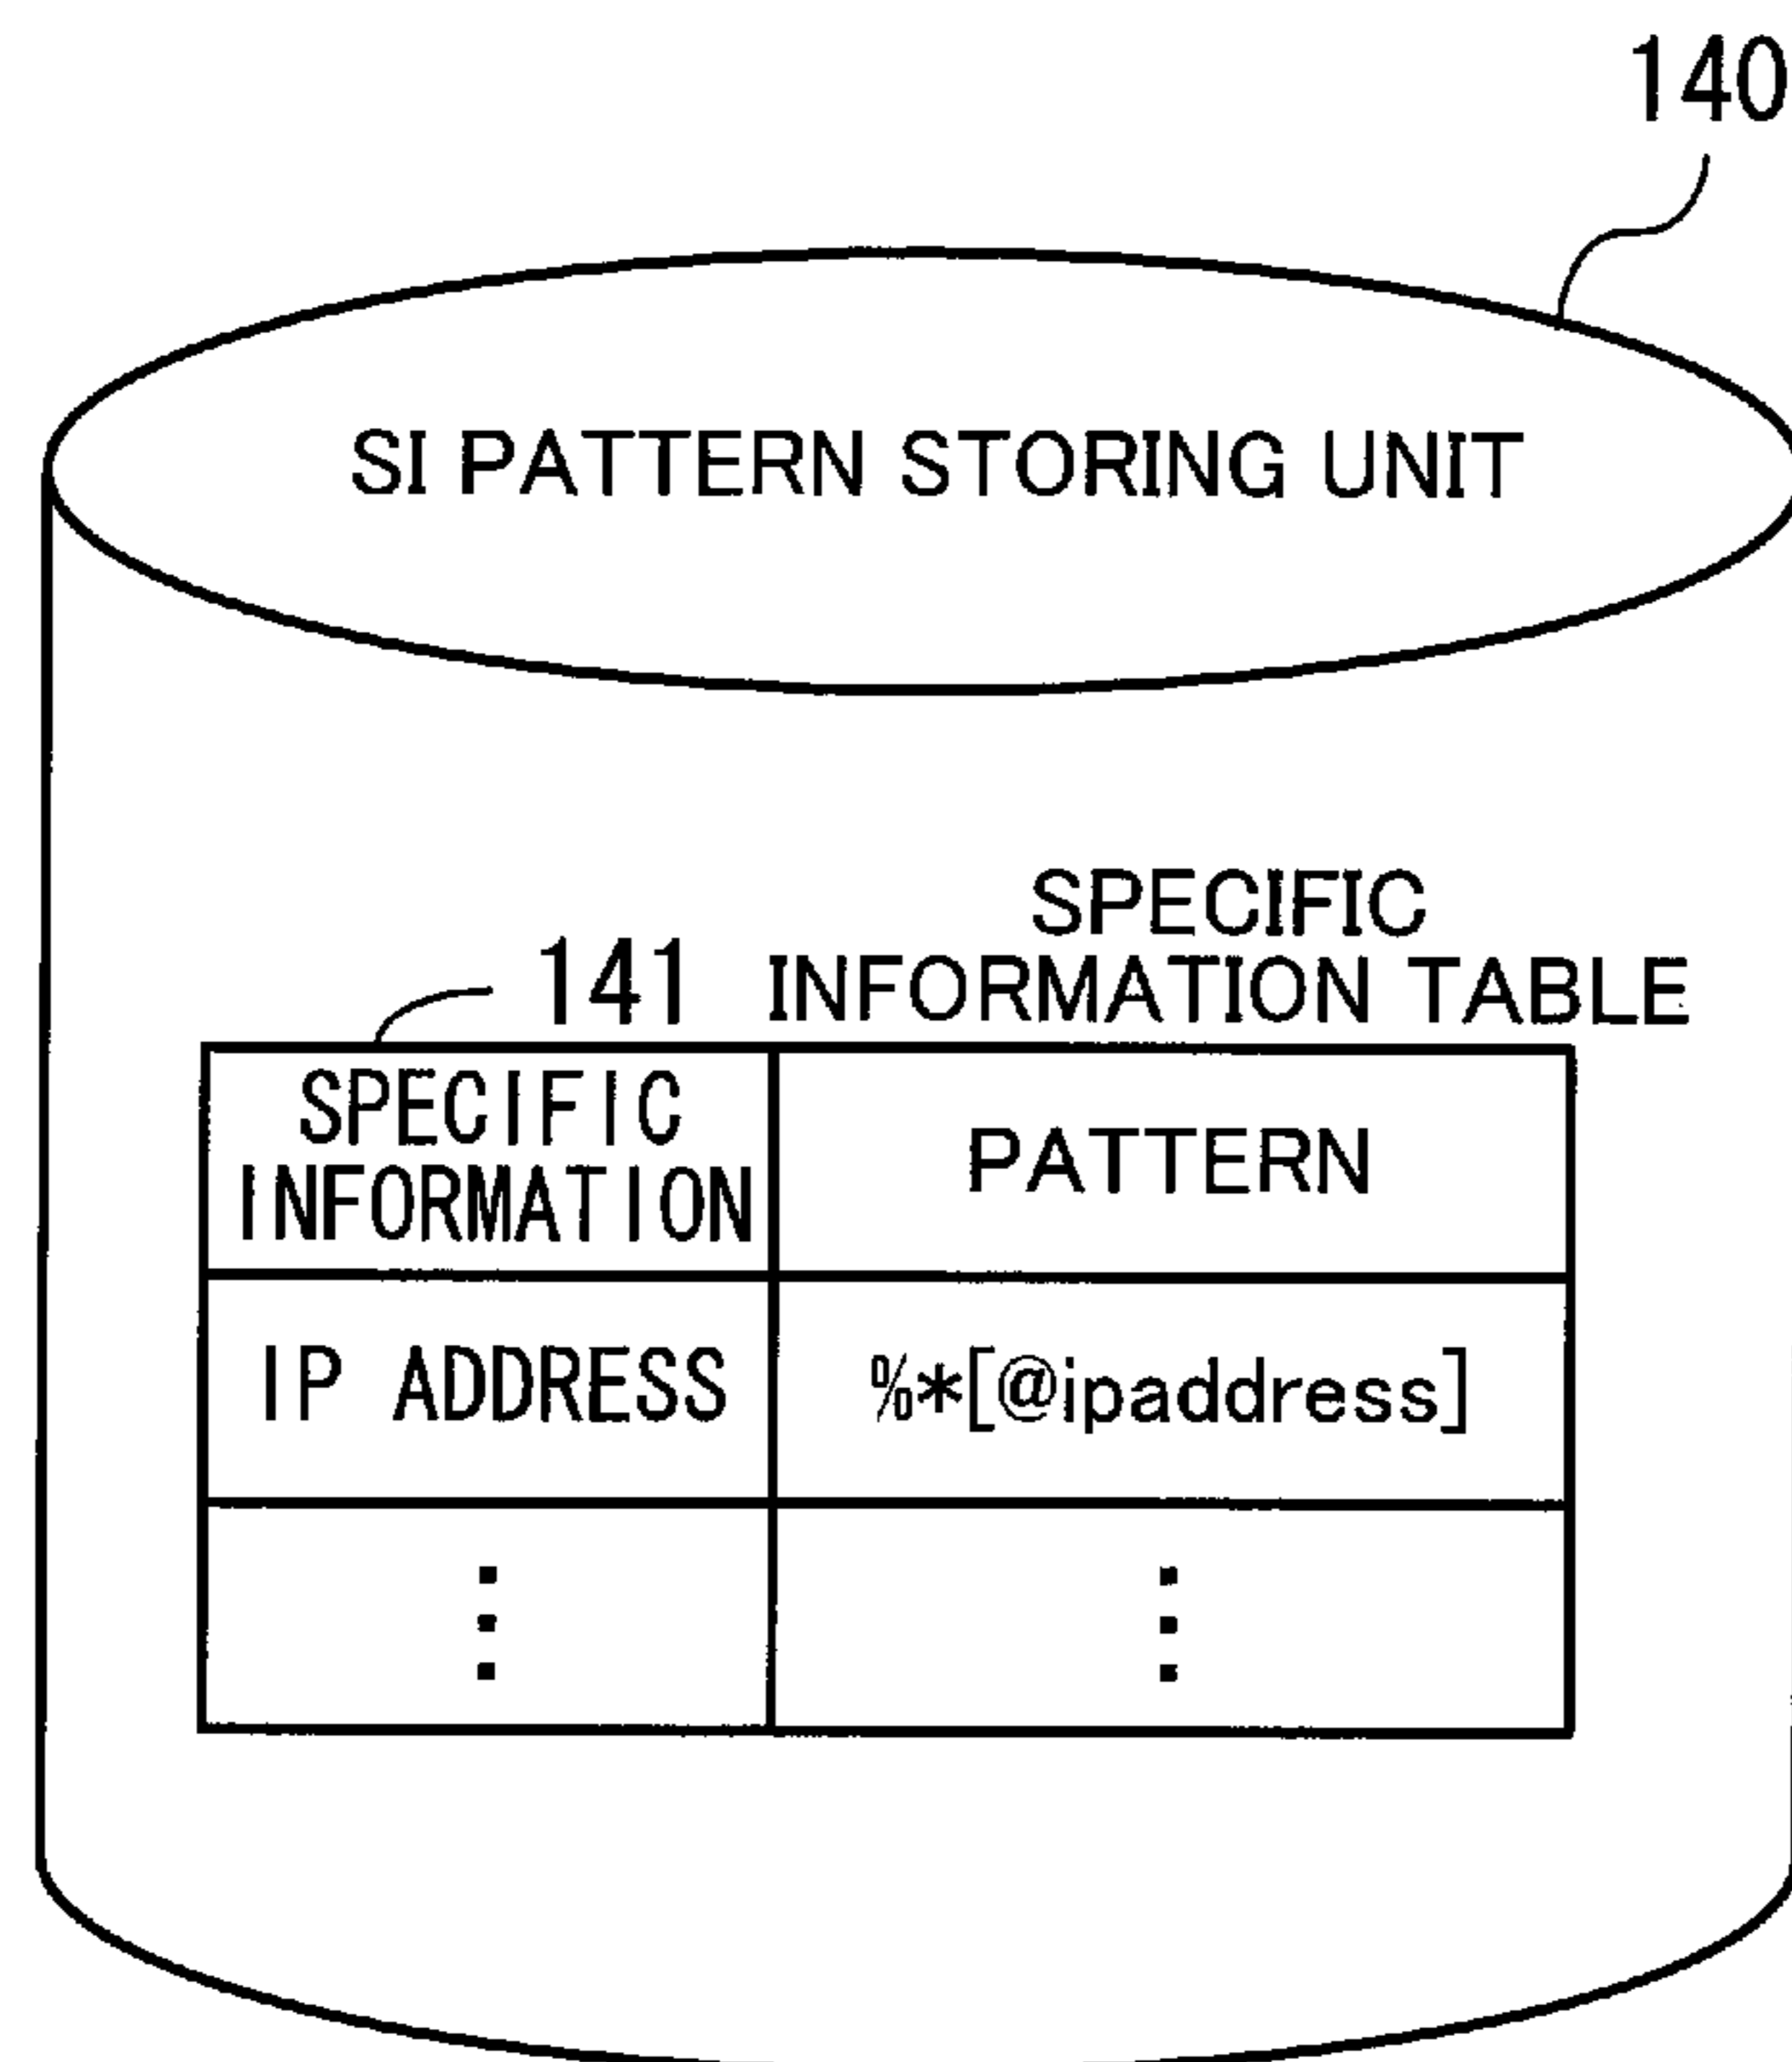 140
SI PATTERN STORING UNIT
SPECIFIC
141 INFORMATION TABLE
SPECIFIC
INFORMATION
PATTERN
IP ADDRESS
%*[@ipaddress]